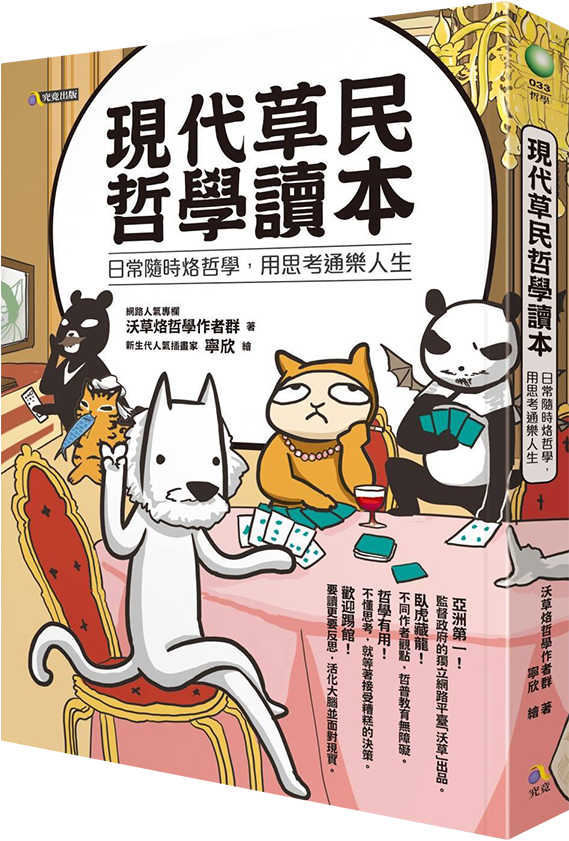 究竟出版
現代草民
哲學讀本
日常隨時烙哲學，用思考通樂人生
網路人氣專欄
沃草烙哲學作者群 著
新生代人氣插畫家 寧欣 繪
亞洲第一！
監督政府的獨立網路平臺「沃草」出品。
臥虎藏龍！
不同作者觀點，哲普教育無障礙。
哲學有用！
不懂思考，就等著接受糟糕的決策。
歡迎踢館！
要讀更要反思，活化大腦並面對現實。
033
哲學
現代草民哲學讀本
日常隨時烙哲學，
用思考通樂人生
沃草烙哲學作者群 著
寧欣 繪
究竟